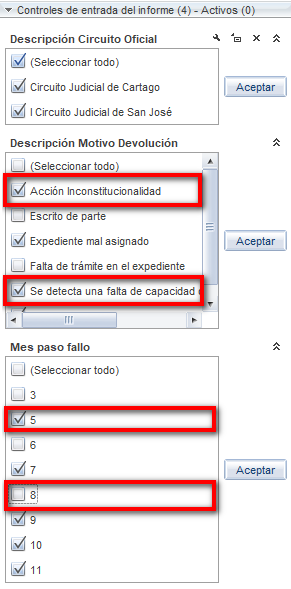 Controles de entrada del informe (4) - Activos (0)
Descripción Circuito Oficial
(Seleccionar todo)
Circuito Judicial de Cartago
I Circuito Judicial de San José
Aceptar
Descripción Motivo Devolución
(Seleccionar todo)
Acción Inconstitucionalidad
Escrito de parte
Expediente mal asignado
Falta de trámite en el expediente
Se detecta una falta de capacidad
Aceptar
Mes paso fallo
(Seleccionar todo)
3
5
6
7
8
9
10
11
Aceptar